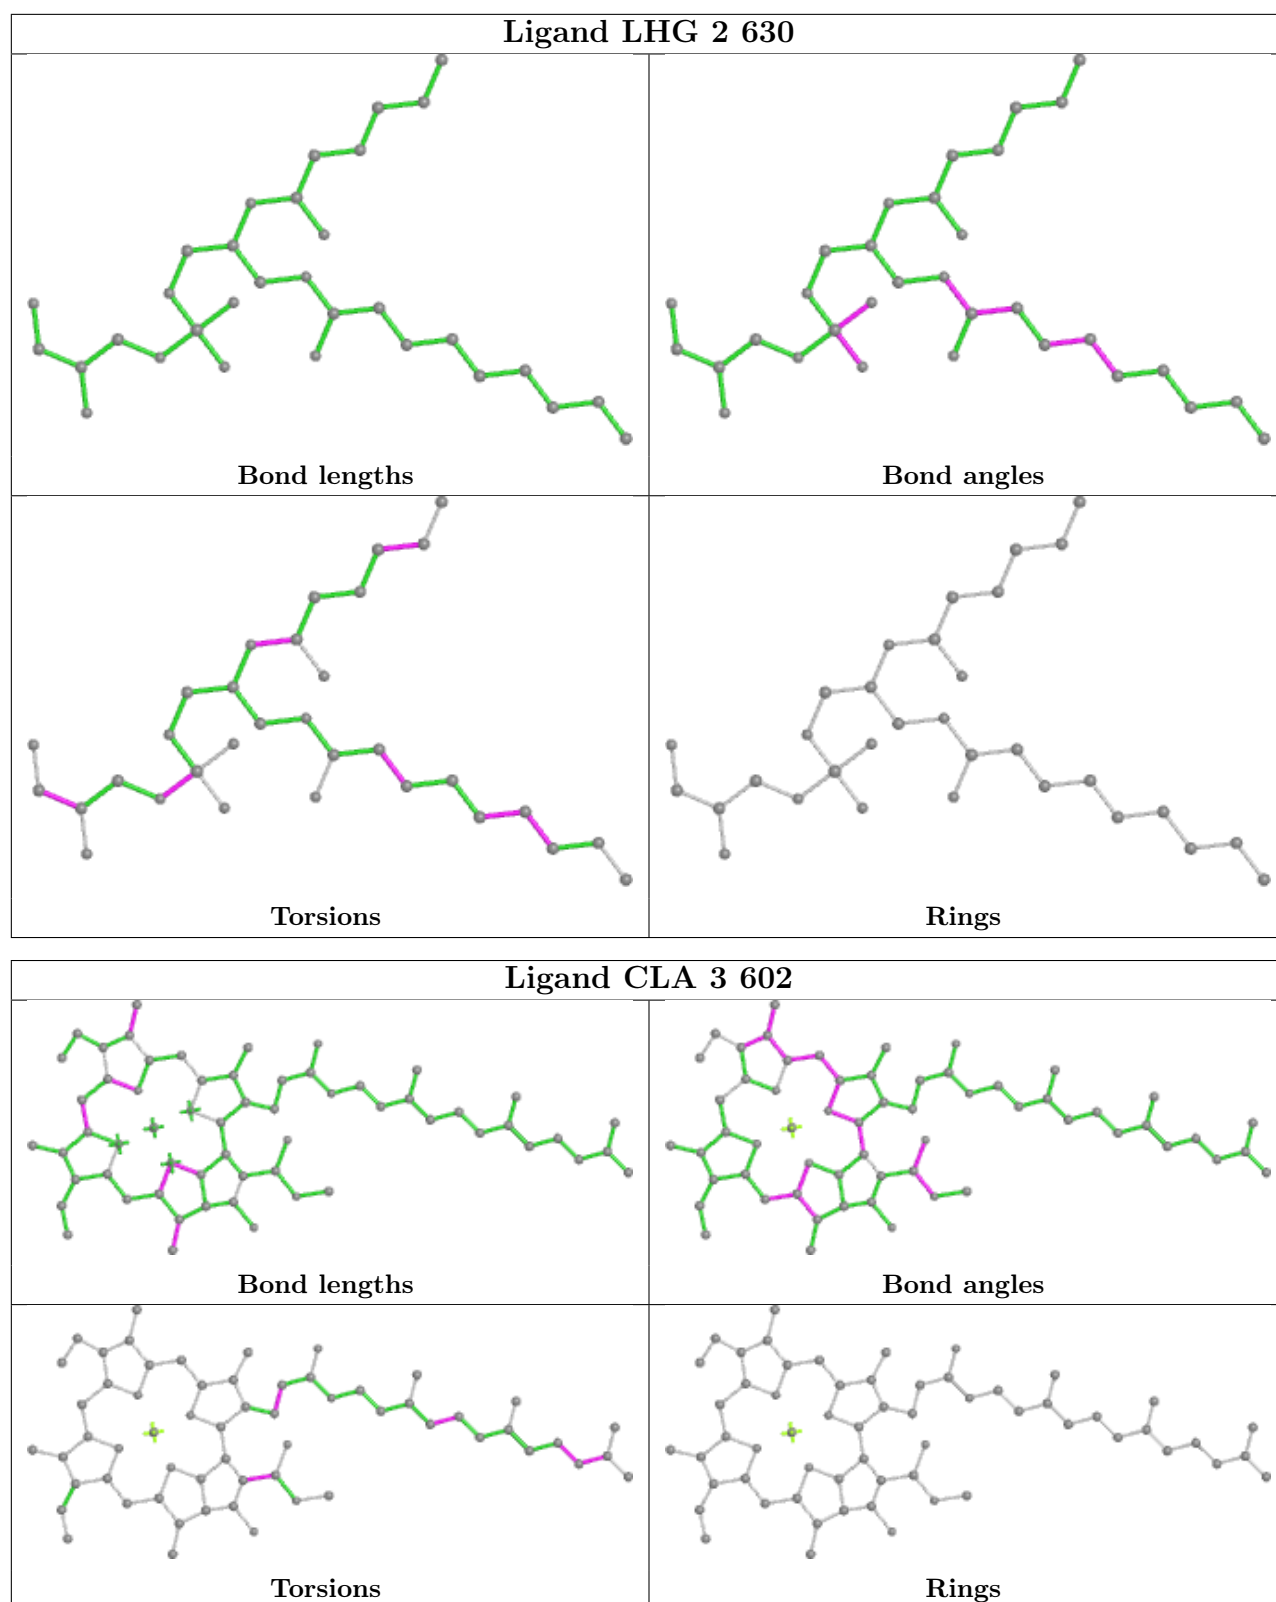 Ligand LHG 2 630
Bond lengths
Bond angles
Torsions
Rings
Ligand CLA 3 602
Bond lengths
Bond angles
Torsions
Rings